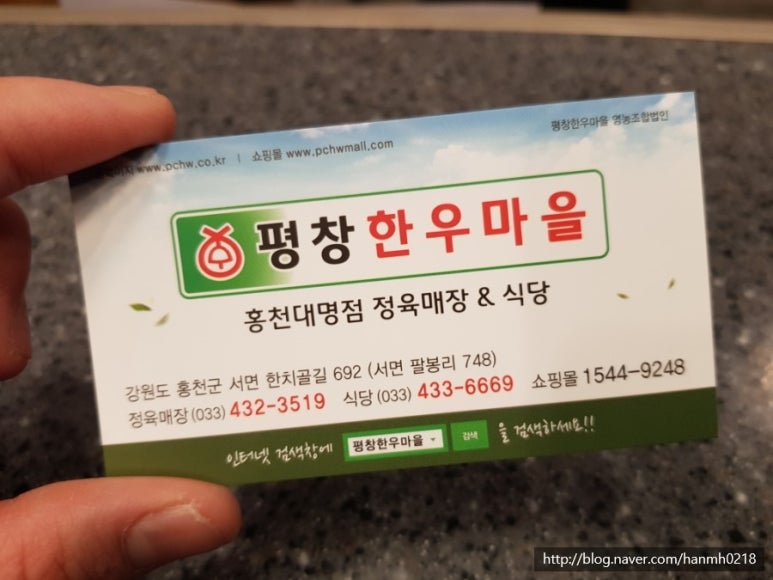 www.pchw.co.kr | 쇼핑몰 www.pchwmall.com
평창한우마을 영농조합법인
평창한우마을
홍천대명점 정육매장 & 식당
강원도 홍천군 서면 한치골길 692 (서면 팔봉리 748)
정육매장 (033) 432-3519 식당 (033) 433-6669 쇼핑몰 1544-9248
인터넷 검색창에 평창한우마을 검색 을 검색하세요!!
http://blog.naver.com/hanmh0218